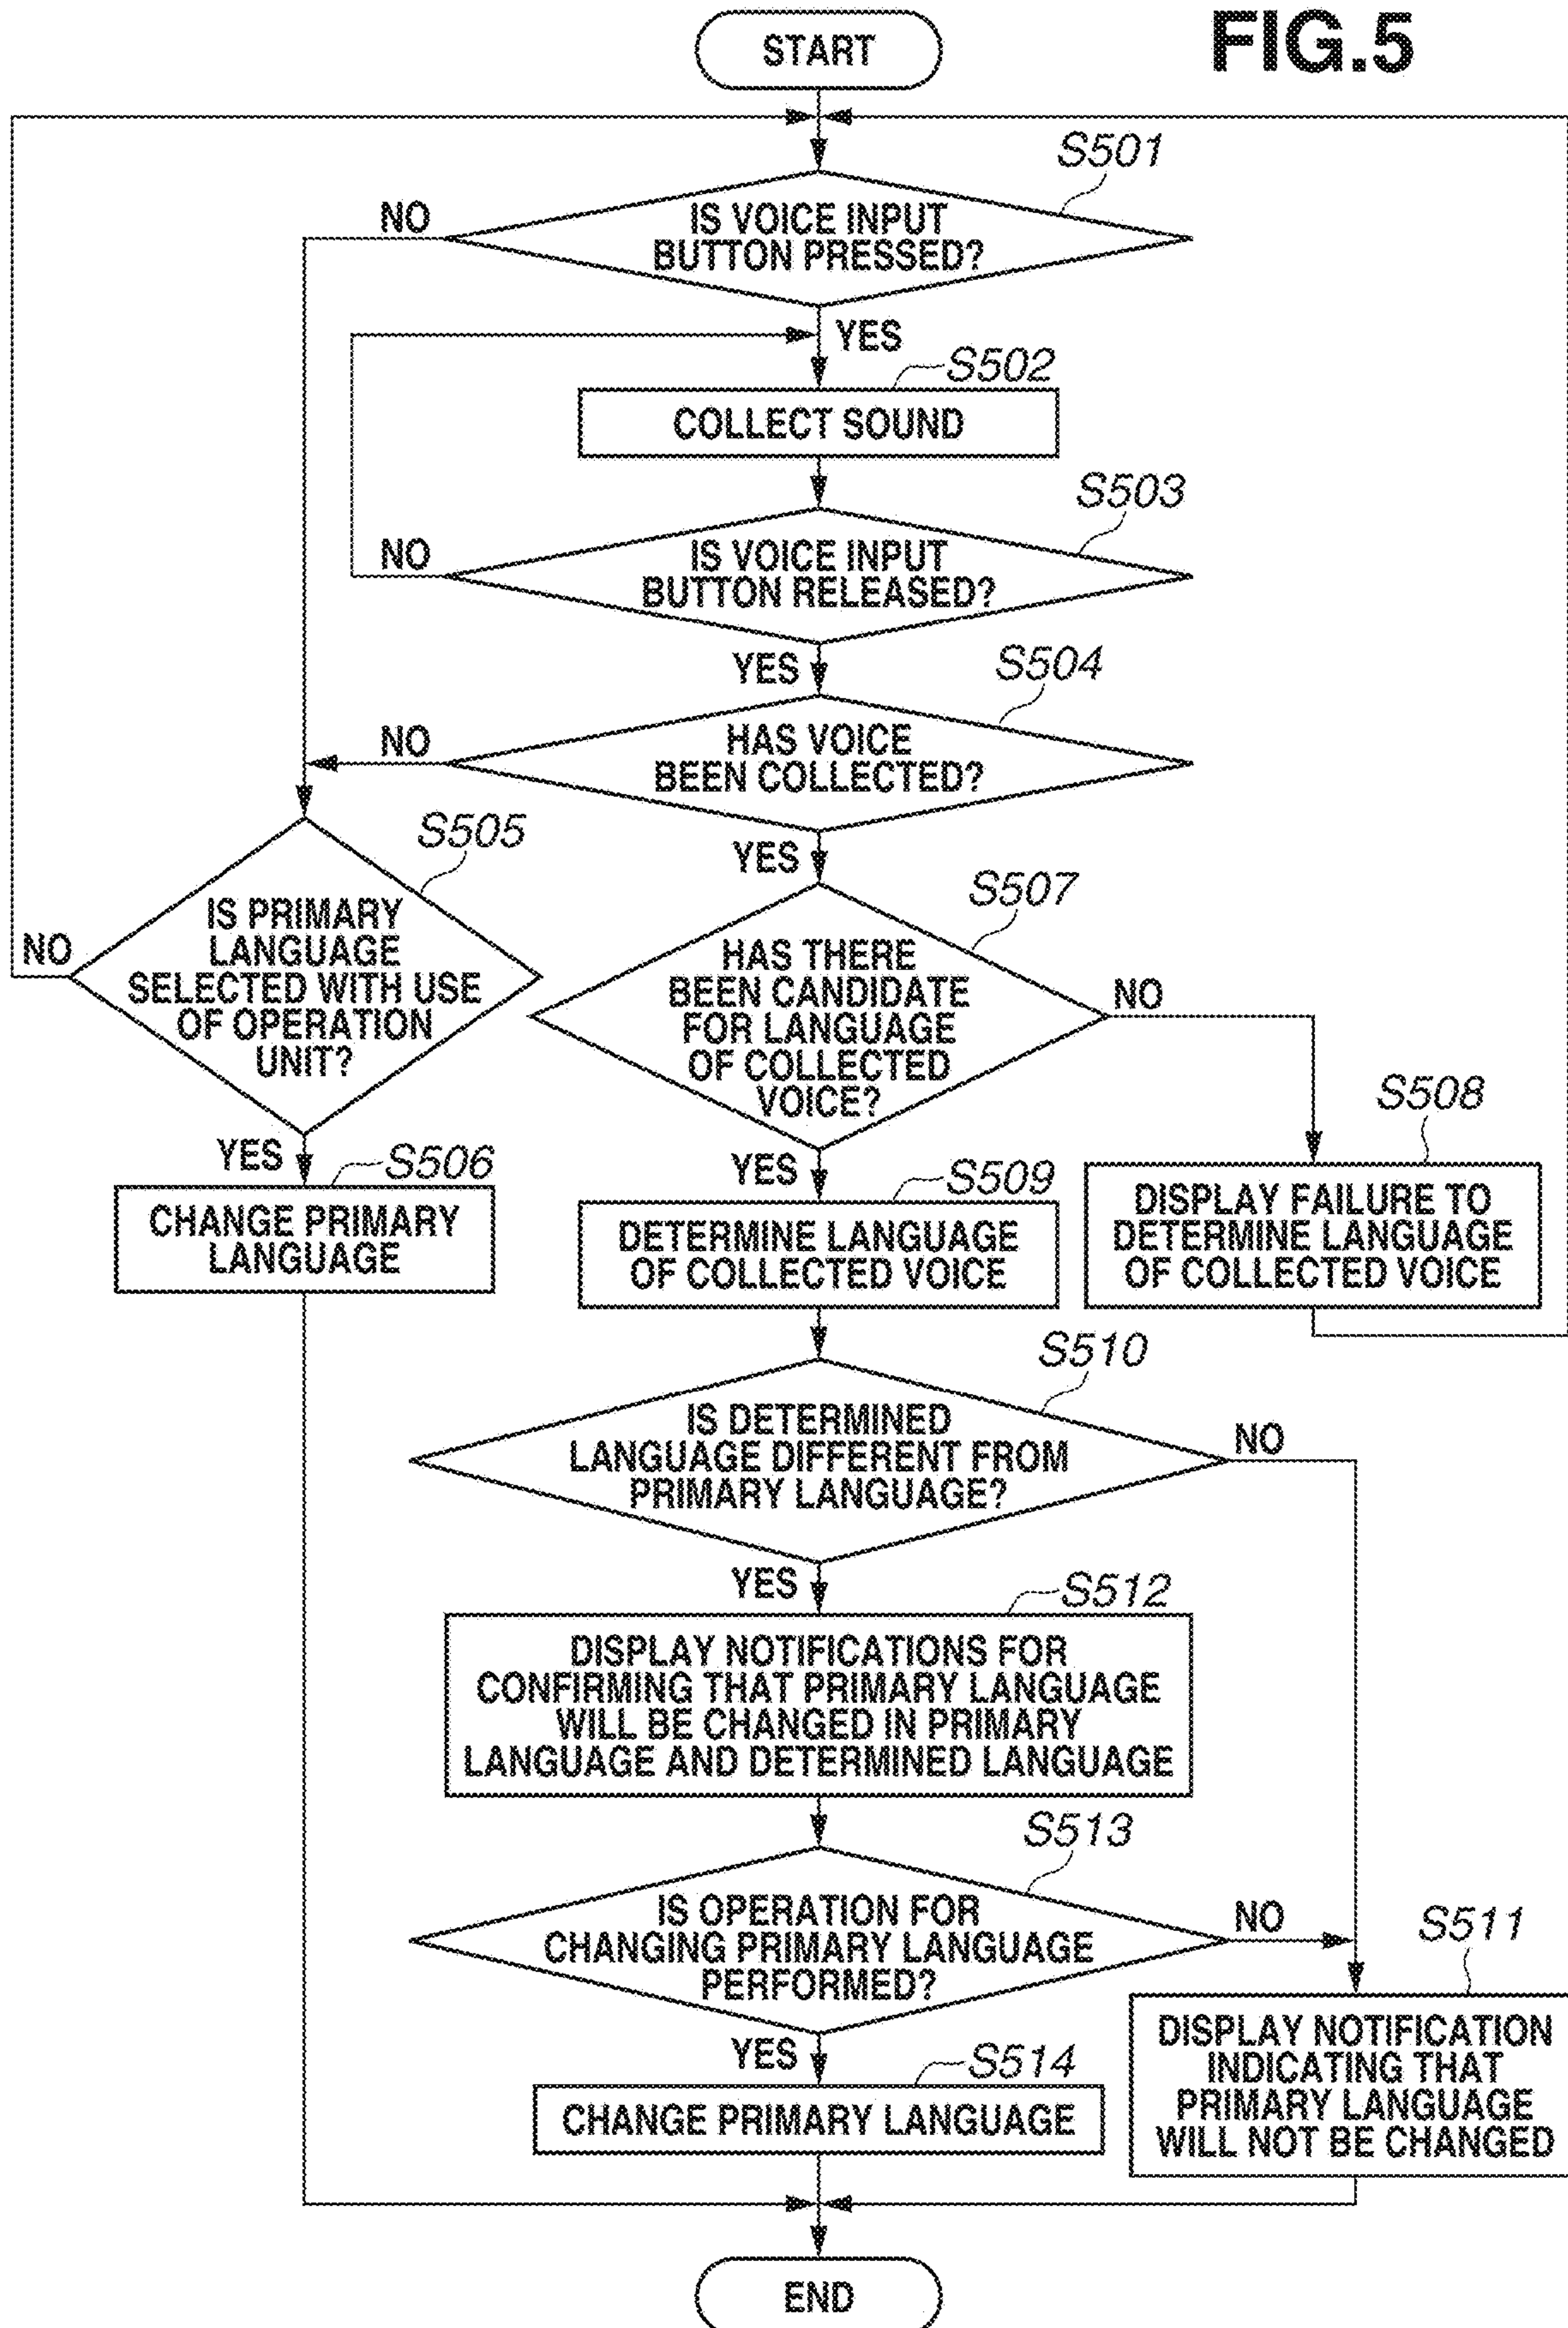 FIG.5
START
S501
NO
IS VOICE INPUT
BUTTON PRESSED?
YES
S502
COLLECT SOUND
S503
NO
IS VOICE INPUT
BUTTON RELEASED?
YES
S504
NO
HAS VOICE
BEEN COLLECTED?
YES
S505
IS PRIMARY
LANGUAGE
SELECTED WITH USE
OF OPERATION
UNIT?
NO
YES
S506
CHANGE PRIMARY
LANGUAGE
S507
HAS THERE
BEEN CANDIDATE
FOR LANGUAGE
OF COLLECTED
VOICE?
NO
YES
S508
DISPLAY FAILURE TO
DETERMINE LANGUAGE
OF COLLECTED VOICE
S509
DETERMINE LANGUAGE
OF COLLECTED VOICE
S510
IS DETERMINED
LANGUAGE DIFFERENT FROM
PRIMARY LANGUAGE?
NO
YES
S512
DISPLAY NOTIFICATIONS FOR
CONFIRMING THAT PRIMARY LANGUAGE
WILL BE CHANGED IN PRIMARY
LANGUAGE AND DETERMINED LANGUAGE
S513
IS OPERATION FOR
CHANGING PRIMARY LANGUAGE
PERFORMED?
NO
YES
S511
DISPLAY NOTIFICATION
INDICATING THAT
PRIMARY LANGUAGE
WILL NOT BE CHANGED
S514
CHANGE PRIMARY LANGUAGE
END